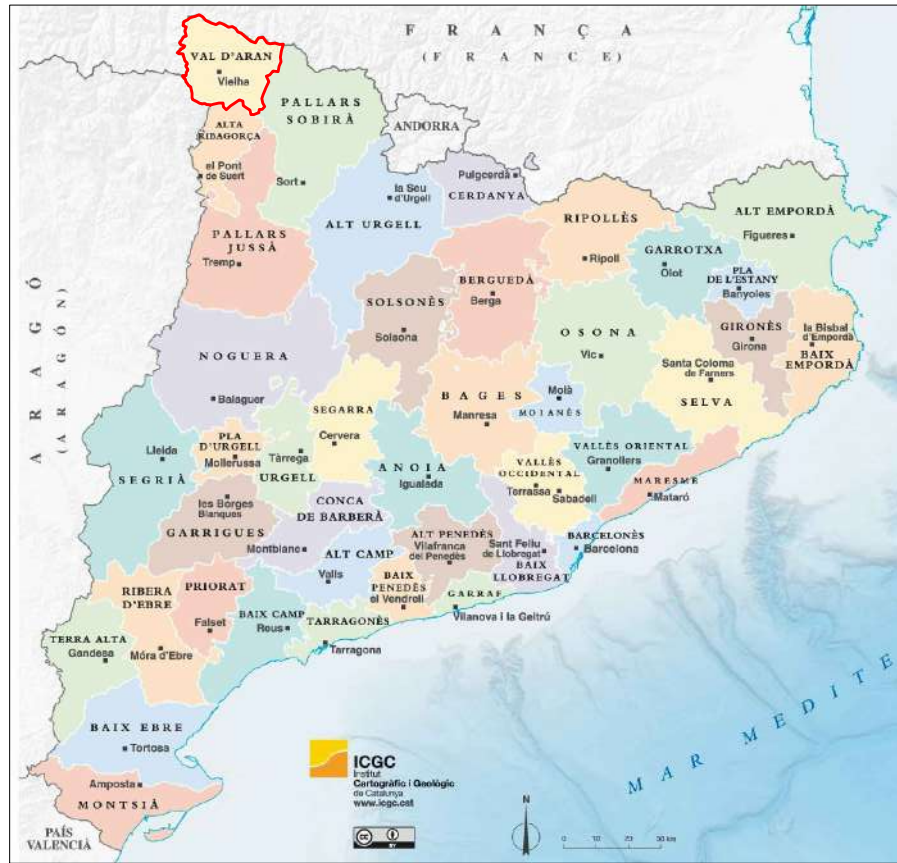 F R A N Ç A
( F R A N C E )
VAL D'ARAN
Vielha
PALLARS
SOBIRÀ
ALTA
RIBAGORÇA
ANDORRA
el Pont
de Suert
Sort
la Seu
d'Urgell
Puigcerdà
CERDANYA
ALT URGELL
RIPOLLÈS
Ripoll
ALT EMPORDÀ
Figueres
GARROTXA
Olot
PLA
DE L'ESTANY
Banyoles
PALLARS
JUSSÀ
Tremp
BERGUEDÀ
Berga
SOLSONÈS
Solsona
A R A G Ó
( A R A G Ó N )
OSONA
Vic
GIRONÈS
Girona
la Bisbal
d'Empordà
BAIX
EMPORDÀ
NOGUERA
Balaguer
Santa Coloma
de Farners
SELVA
SEGARRA
Cervera
BAGES
Manresa
Moià
MOIANÈS
Lleida
SEGRIÀ
PLA
D'URGELL
Mollerussa
Tàrrega
URGELL
ANOIA
Igualada
VALLÈS ORIENTAL
Granollers
VALLÈS
OCCIDENTAL
Terrassa
Sabadell
MARESME
Mataró
les Borges
Blanques
GARRIGUES
CONCA
DE BARBERÀ
Montblanc
ALT CAMP
Valls
ALT PENEDÈS
Vilafranca
del Penedès
Sant Feliu
de Llobregat
BAIX
LLOBREGAT
BARCELONÈS
Barcelona
RIBERA
D'EBRE
PRIORAT
Falset
BAIX
PENEDÈS
el Vendrell
GARRAF
Vilanova i la Geltrú
BAIX CAMP
Reus
TARRAGONÈS
Tarragona
TERRA ALTA
Gandesa
Móra d'Ebre
BAIX EBRE
Tortosa
Amposta
MONTSIÀ
PAÍS
VALENCIÀ
MAR MEDITE
ICGC
Institut
Cartogràfic i Geològic
de Catalunya
www.icgc.cat
cc
BY
N
0
10
20
30 km